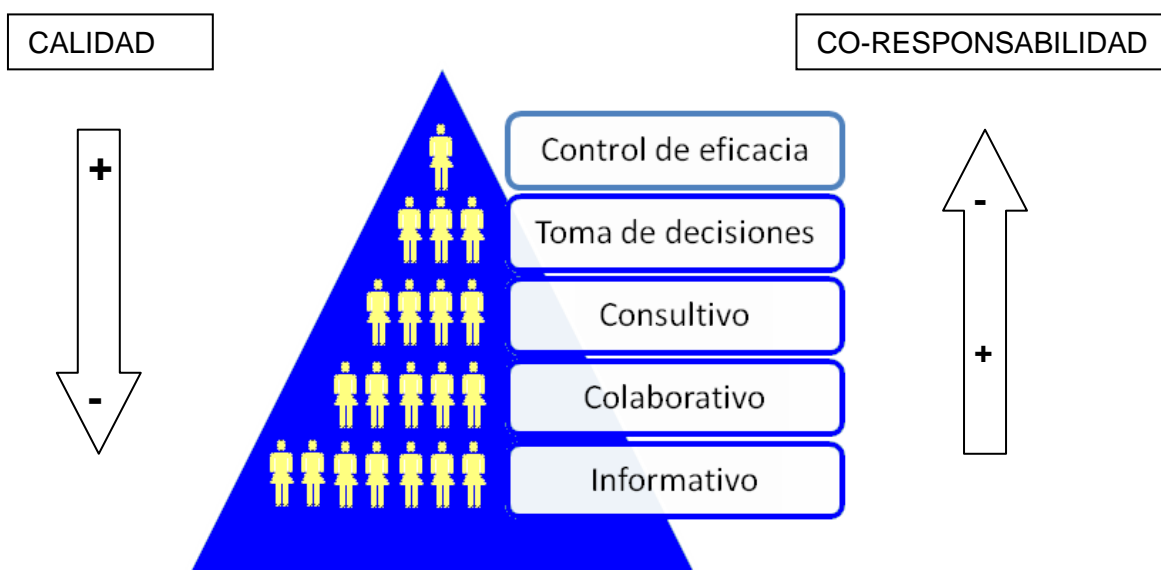 CALIDAD
CO-RESPONSABILIDAD
+
-
Control de eficacia
Toma de decisiones
Consultivo
Colaborativo
Informativo
-
+